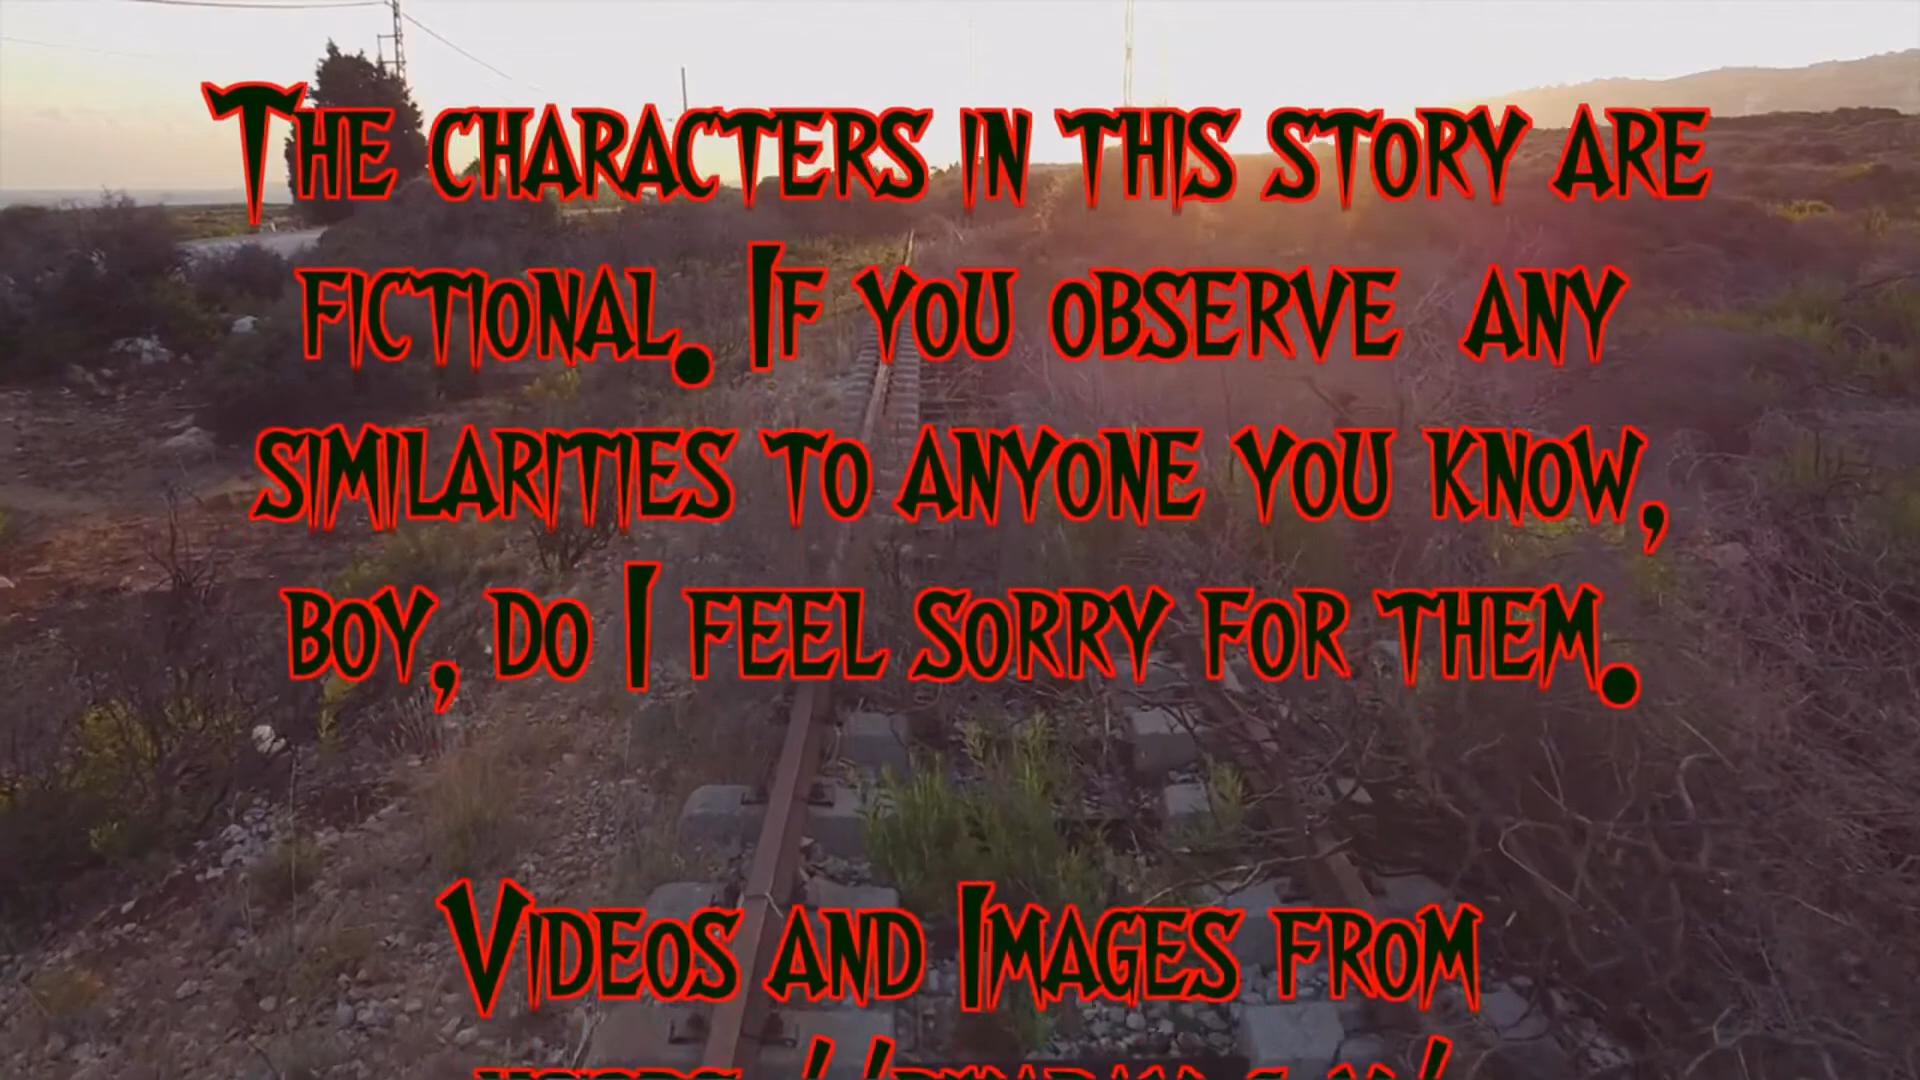 The characters in this story are
fictional. If you observe any
similarities to anyone you know,
boy, do I feel sorry for them.
Videos and Images from